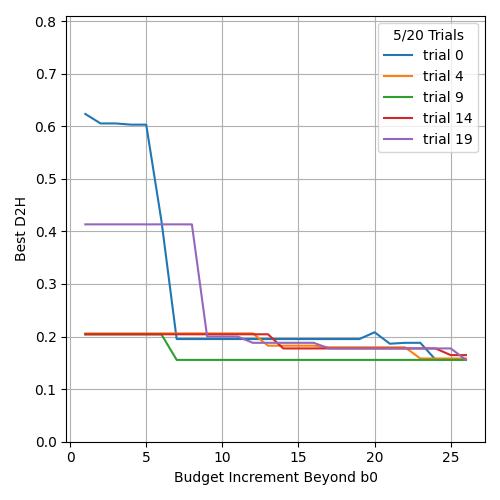 5/20 Trials
trial 0
trial 4
trial 9
trial 14
trial 19
Best D2H
0.8
0.7
0.6
0.5
0.4
0.3
0.2
0.1
0.0
0
5
10
15
20
25
Budget Increment Beyond b0